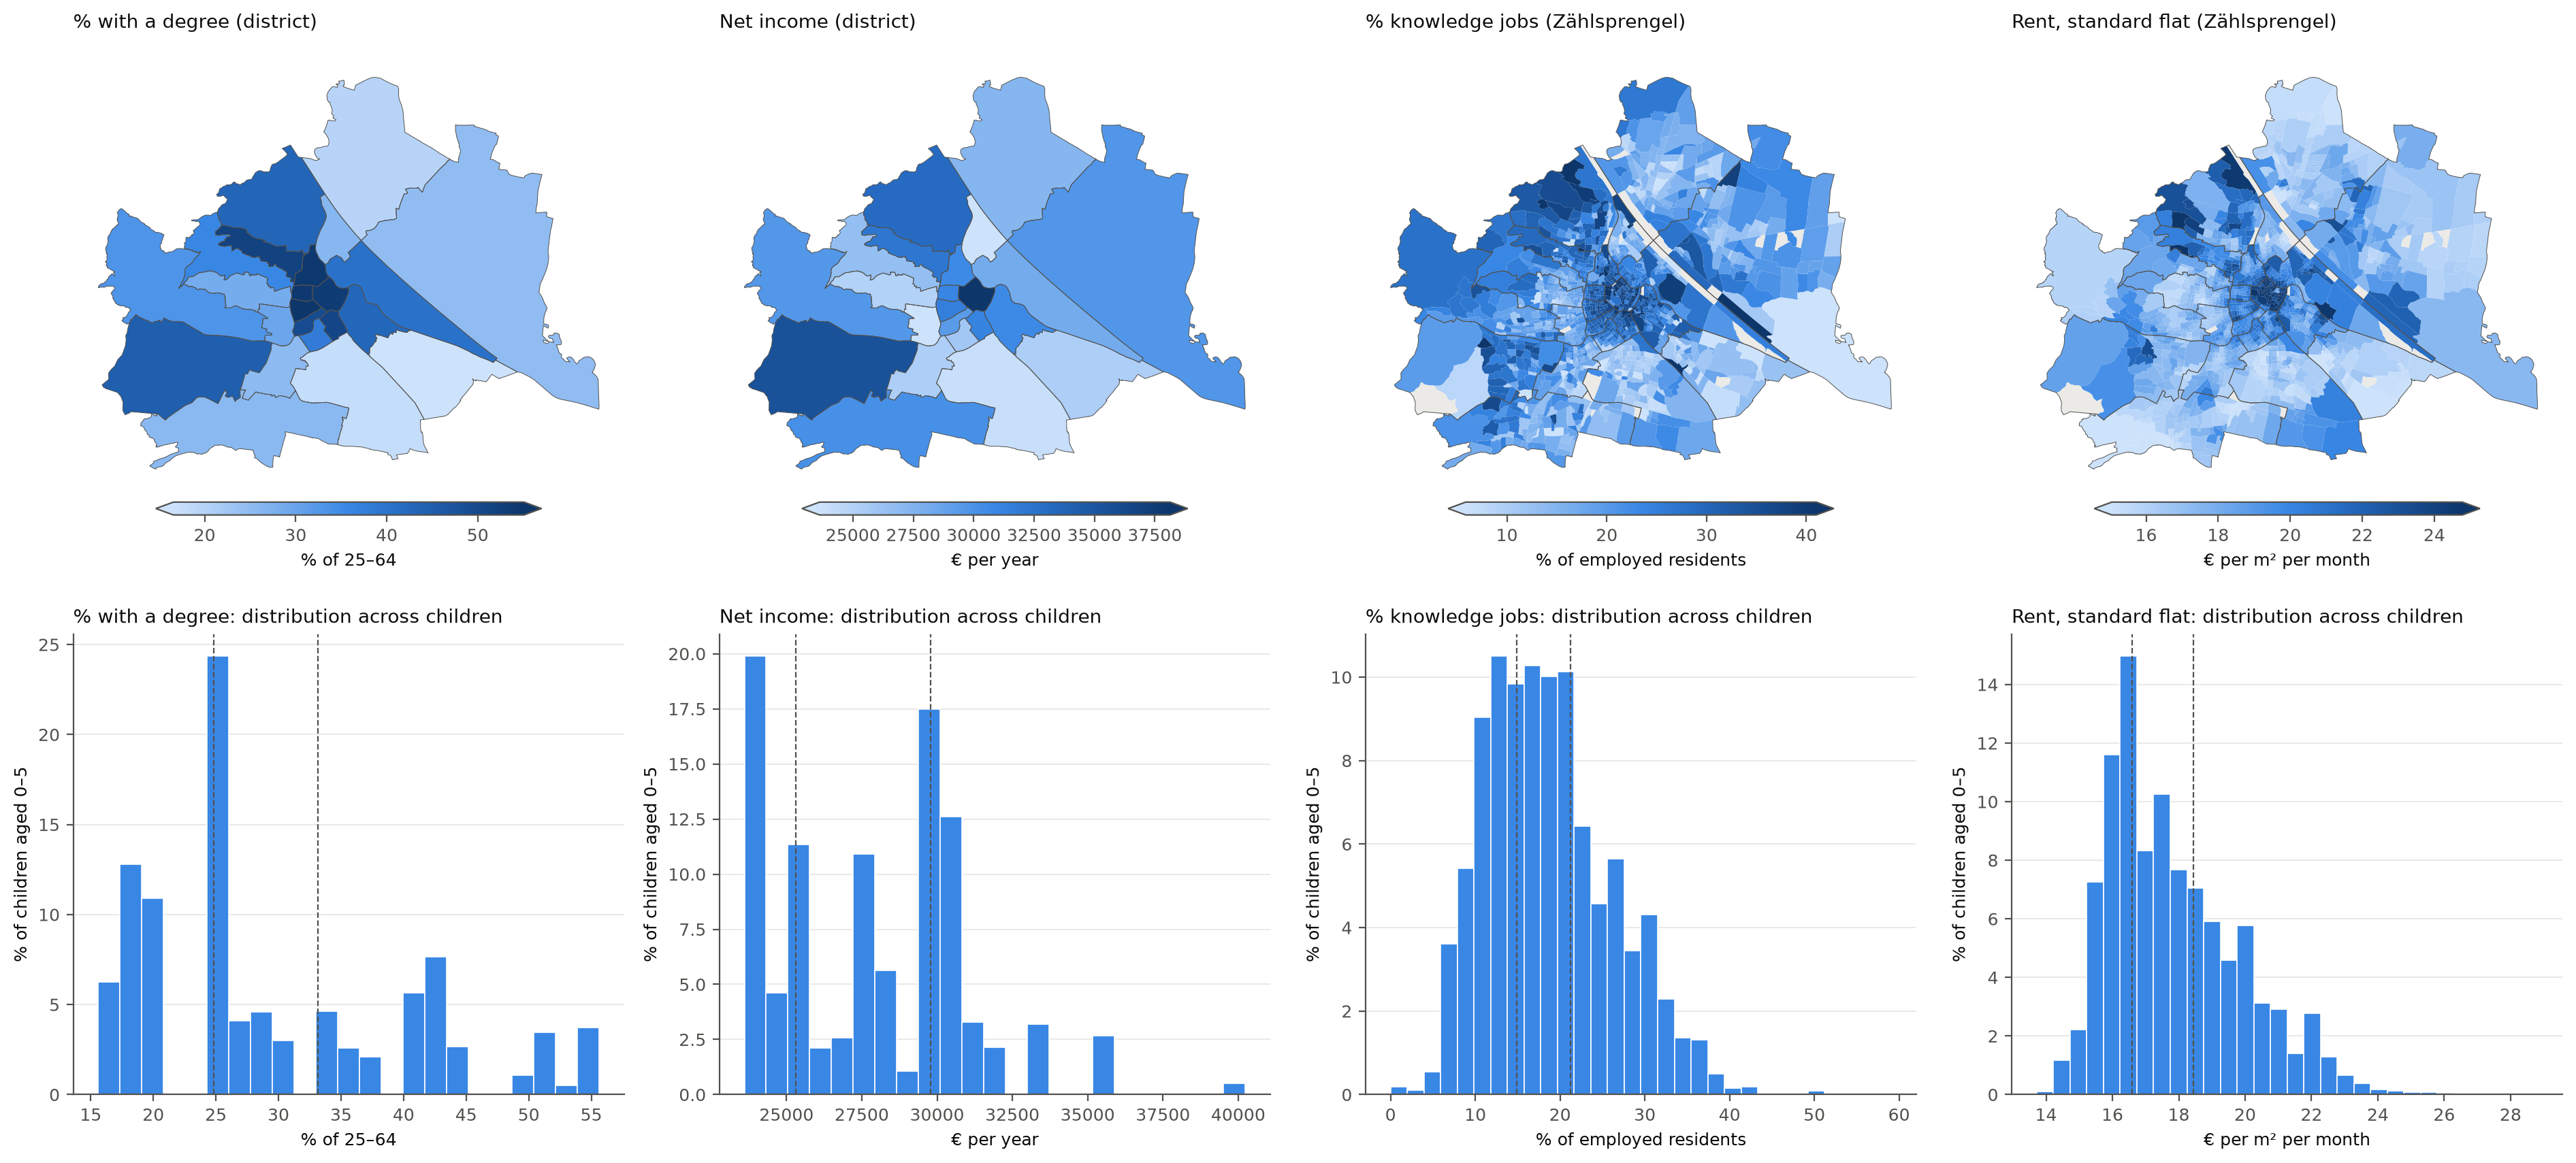 % with a degree (district)
Net income (district)
% knowledge jobs (Zählsprengel)
Rent, standard flat (Zählsprengel)
20 30 40 50
25000 27500 30000 32500 35000 37500
10 20 30 40
16 18 20 22 24
% of 25–64
€ per year
% of employed residents
€ per m² per month
% with a degree: distribution across children
Net income: distribution across children
% knowledge jobs: distribution across children
Rent, standard flat: distribution across children
% of children aged 0–5
25
20
15
10
5
0
15 20 25 30 35 40 45 50 55
% of 25–64
% of children aged 0–5
20.0
17.5
15.0
12.5
10.0
7.5
5.0
2.5
0.0
25000 27500 30000 32500 35000 37500 40000
€ per year
% of children aged 0–5
10
8
6
4
2
0
0 10 20 30 40 50 60
% of employed residents
% of children aged 0–5
14
12
10
8
6
4
2
0
14 16 18 20 22 24 26 28
€ per m² per month